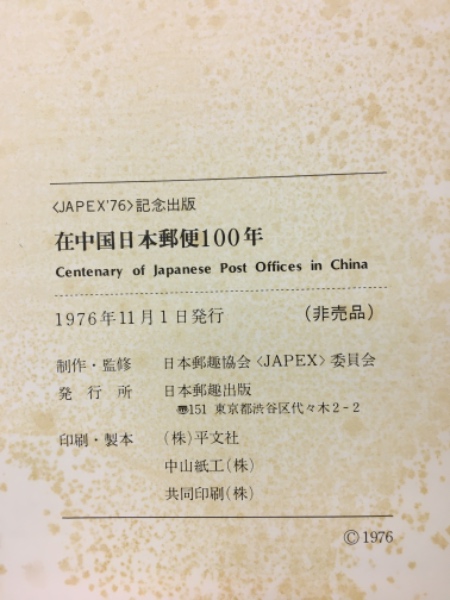 〈JAPEX'76〉記念出版
在中国日本郵便100年
Centenary of Japanese Post Offices in China
1976年11月1日発行 (非売品)
制作・監修 日本郵趣協会〈JAPEX〉委員会
発行所 日本郵趣出版
〠151 東京都渋谷区代々木2-2
印刷・製本 (株)平文社
中山紙工(株)
共同印刷(株)
©1976